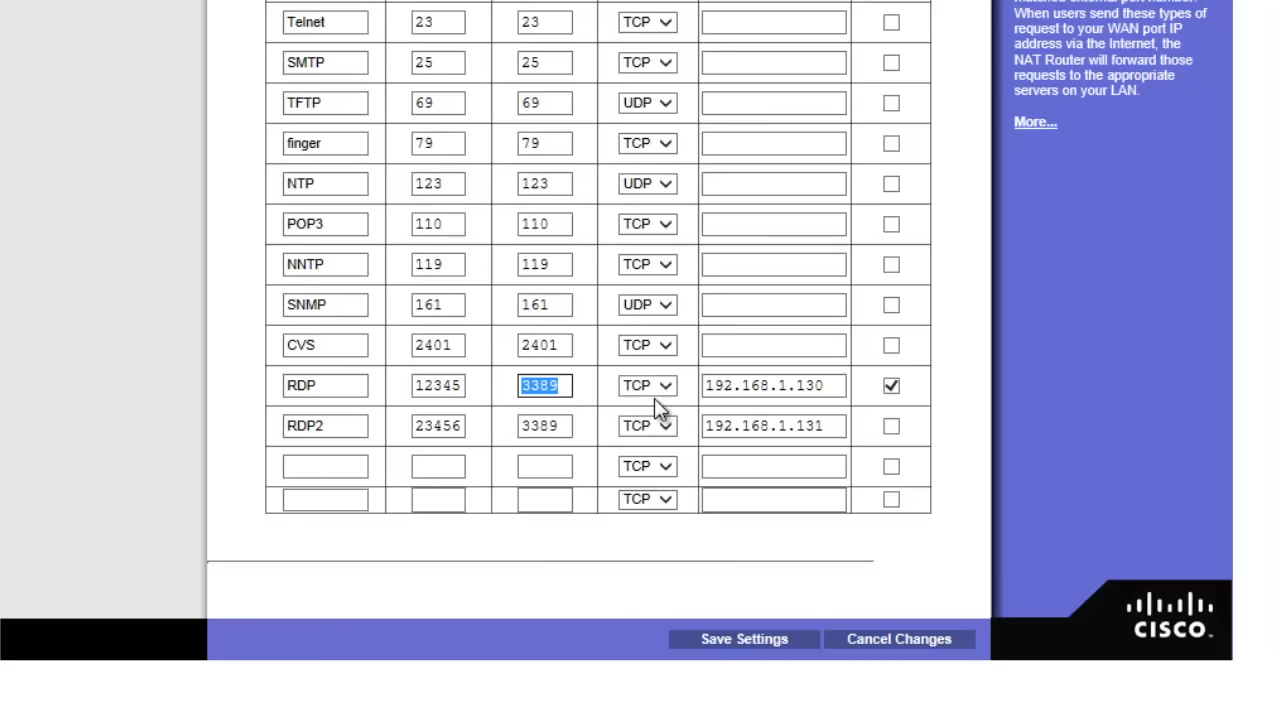 matched external port number.
When users send these types of
request to your WAN port IP
address via the Internet, the
NAT Router will forward those
requests to the appropriate
servers on your LAN.
More...
Telnet 23 23 TCP
SMTP 25 25 TCP
TFTP 69 69 UDP
finger 79 79 TCP
NTP 123 123 UDP
POP3 110 110 TCP
NNTP 119 119 TCP
SNMP 161 161 UDP
CVS 2401 2401 TCP
RDP 12345 3389 TCP 192.168.1.130
RDP2 23456 3389 TCP 192.168.1.131
TCP
TCP
Save Settings Cancel Changes
CISCO